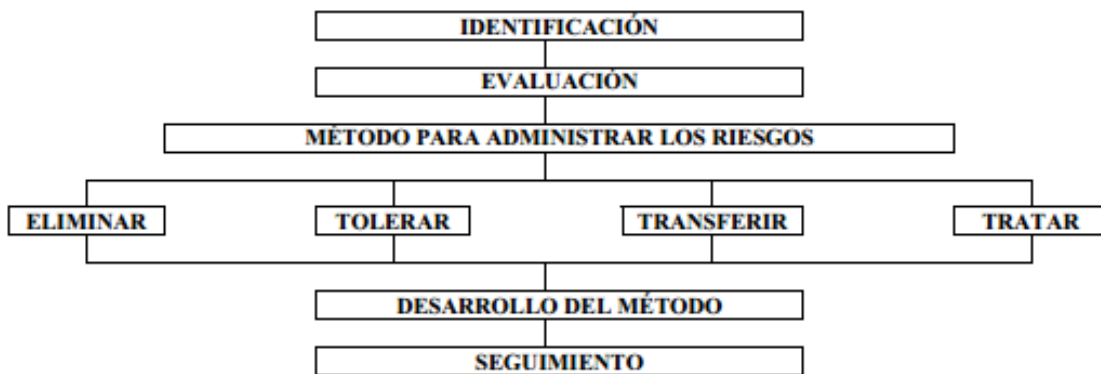 IDENTIFICACIÓN
EVALUACIÓN
MÉTODO PARA ADMINISTRAR LOS RIESGOS
ELIMINAR
TOLERAR
TRANSFERIR
TRATAR
DESARROLLO DEL MÉTODO
SEGUIMIENTO